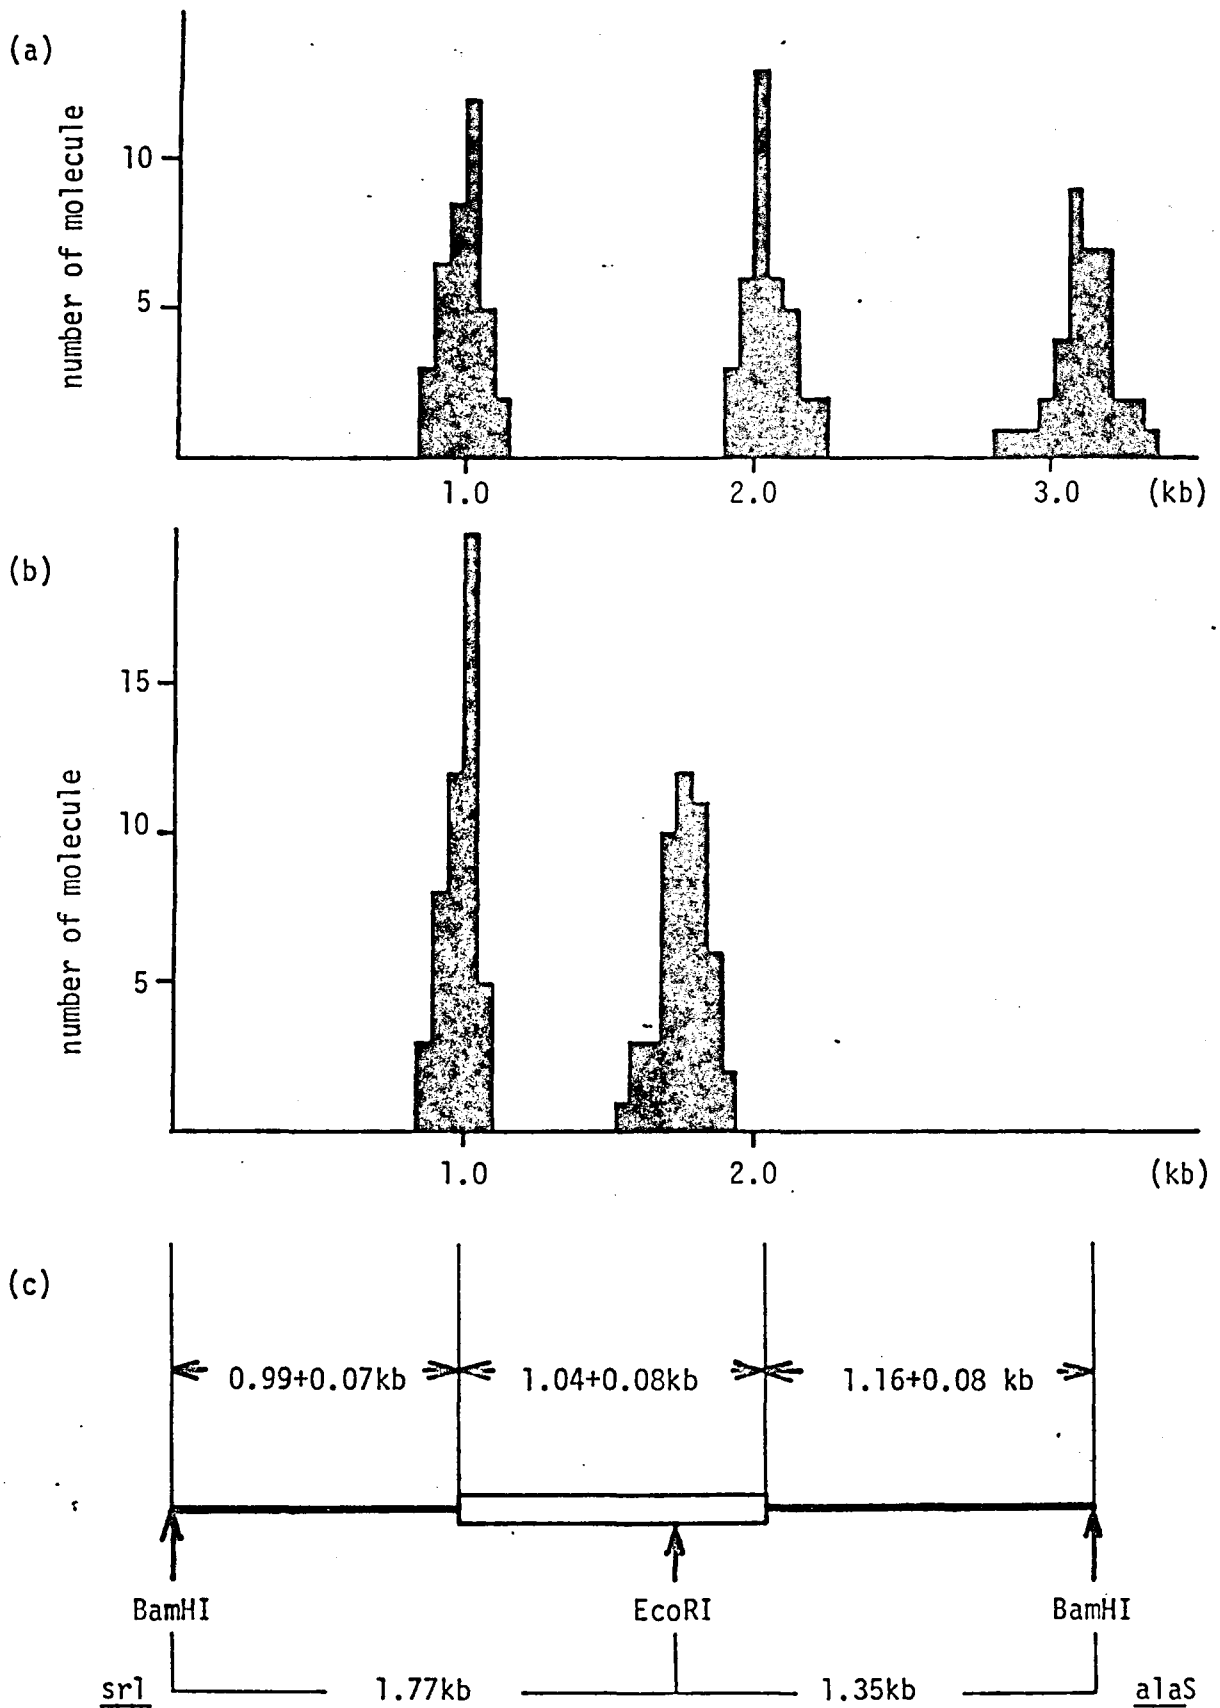 (a)
number of molecule
10
5
1.0 2.0 3.0 (kb)
(b)
number of molecule
15
10
5
1.0 2.0 (kb)
(c)
0.99+0.07kb 1.04+0.08kb 1.16+0.08 kb
BamHI EcoRI BamHI
srl 1.77kb 1.35kb alaS